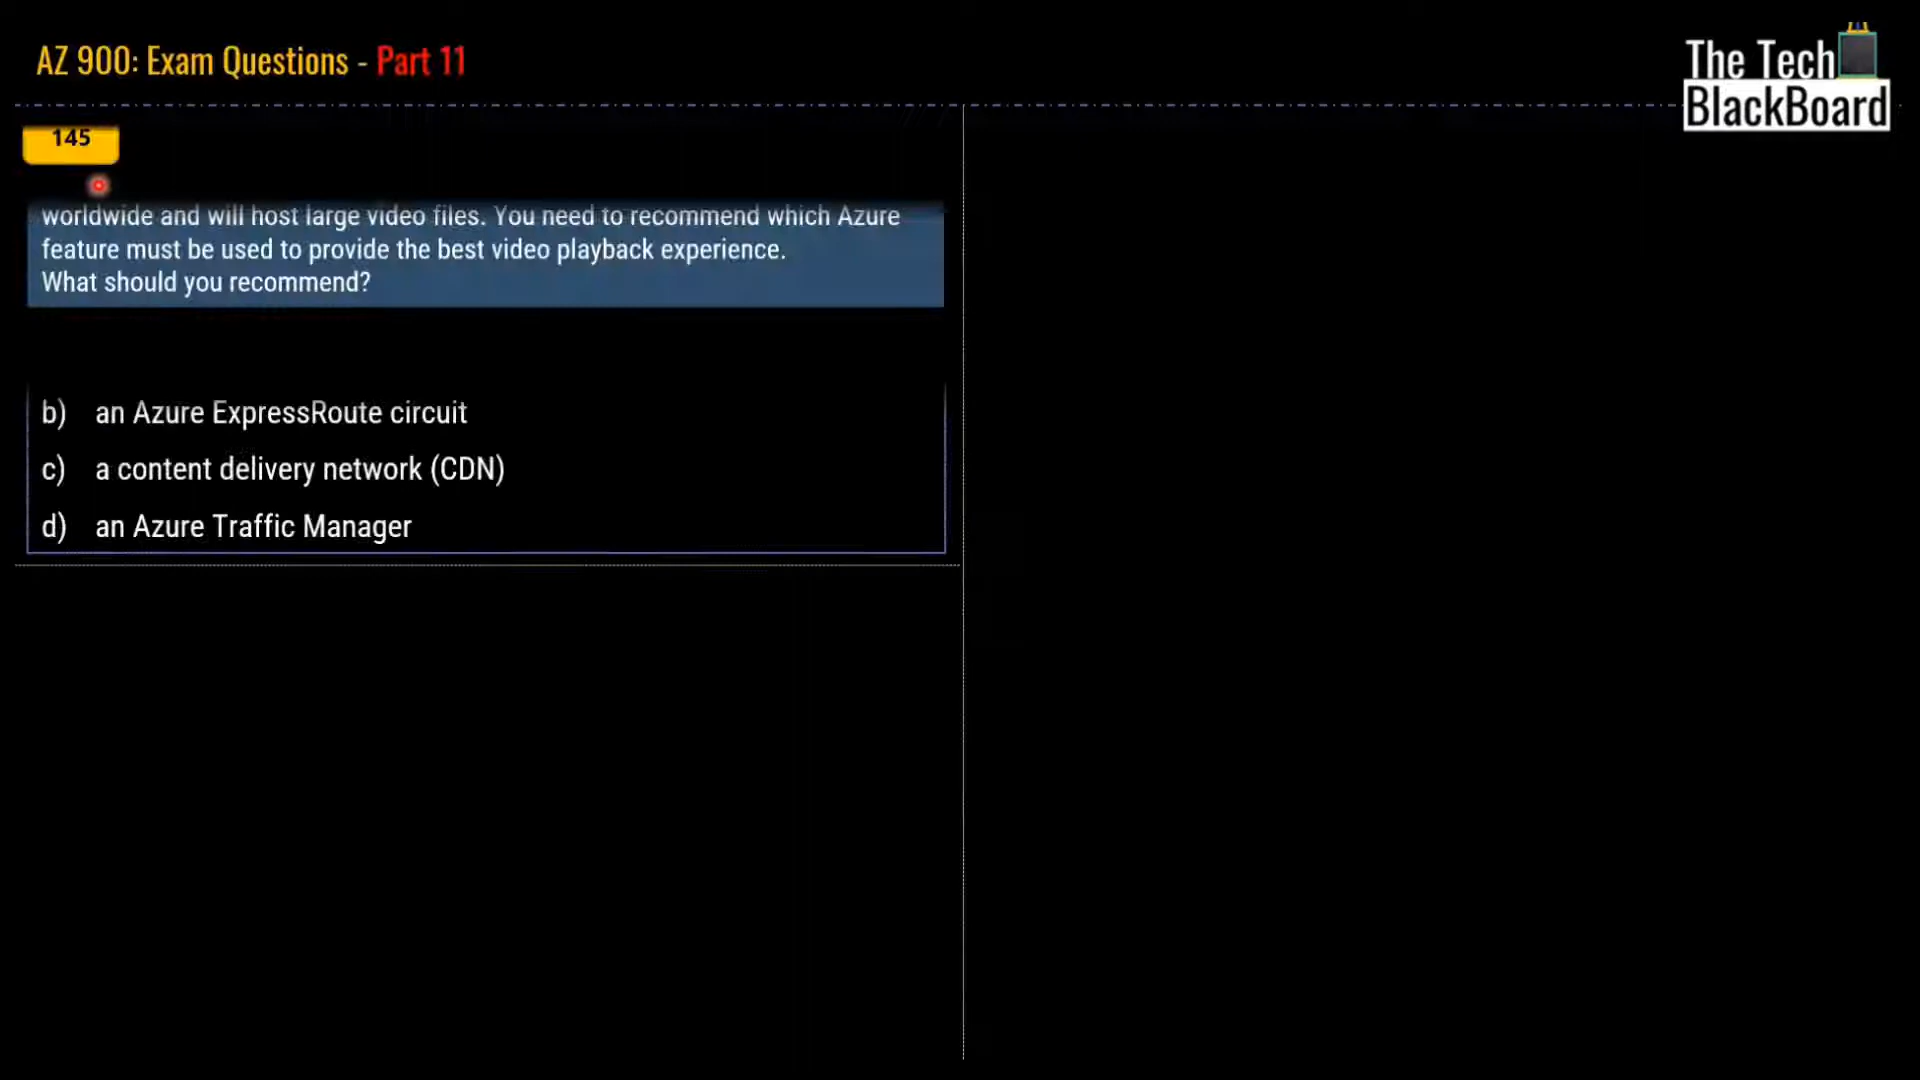 AZ 900: Exam Questions - Part 11
The Tech
BlackBoard
145
worldwide and will host large video files. You need to recommend which Azure
feature must be used to provide the best video playback experience.
What should you recommend?
b) an Azure ExpressRoute circuit
c) a content delivery network (CDN)
d) an Azure Traffic Manager